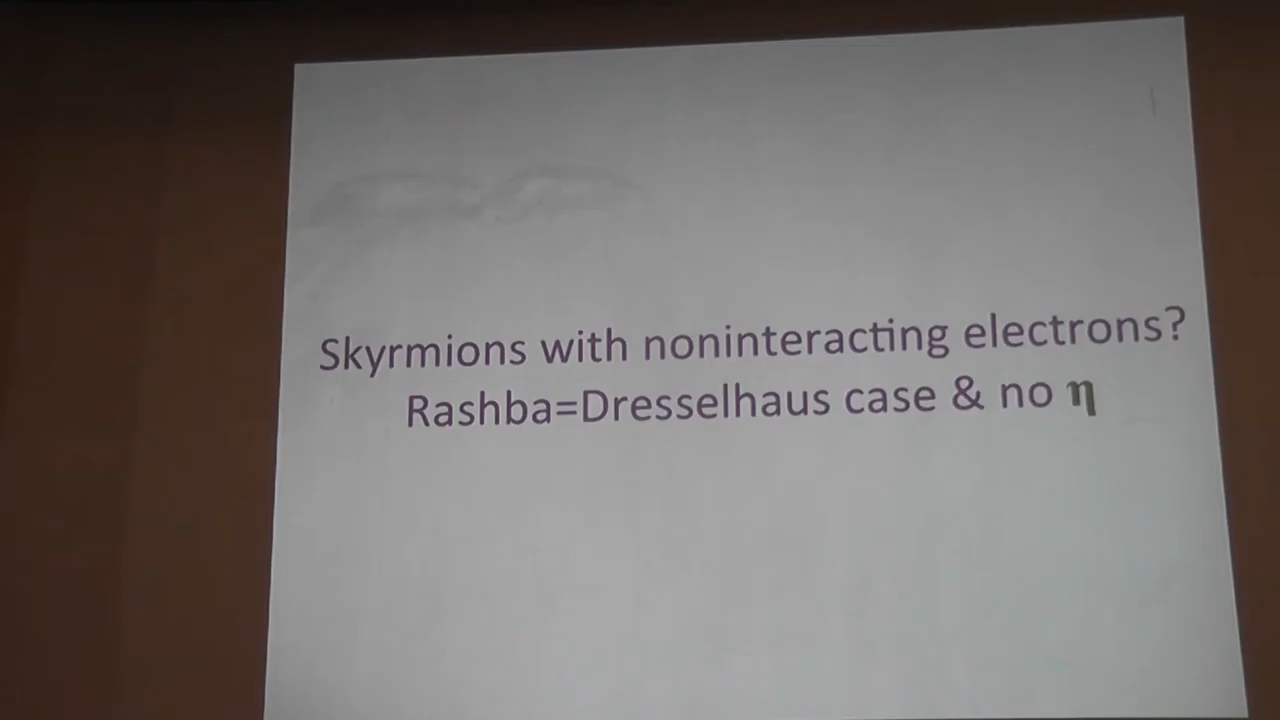 Skyrmions with noninteracting electrons?
Rashba=Dresselhaus case & no η